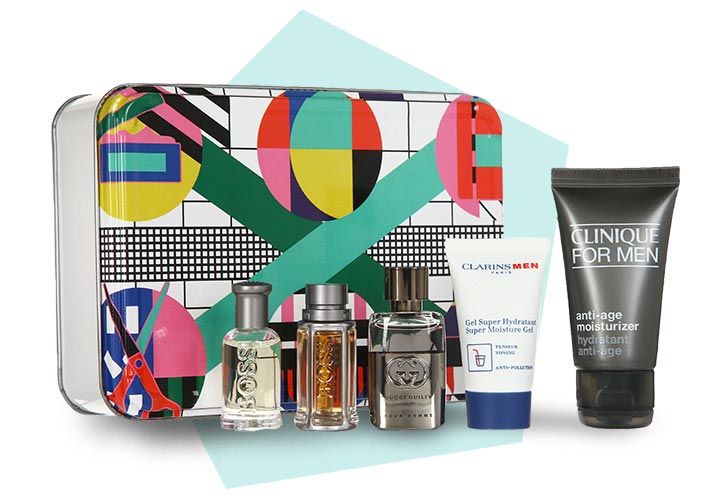 BOSS
BOSS
GUCCI GUILTY
POUR HOMME
CLARINSMEN
PARIS
Gel Super Hydratant
Super Moisture Gel
TENSEUR
TONING
ANTI-POLLUTION
CLINIQUE
FOR MEN
anti-age
moisturizer
hydratant
anti-âge